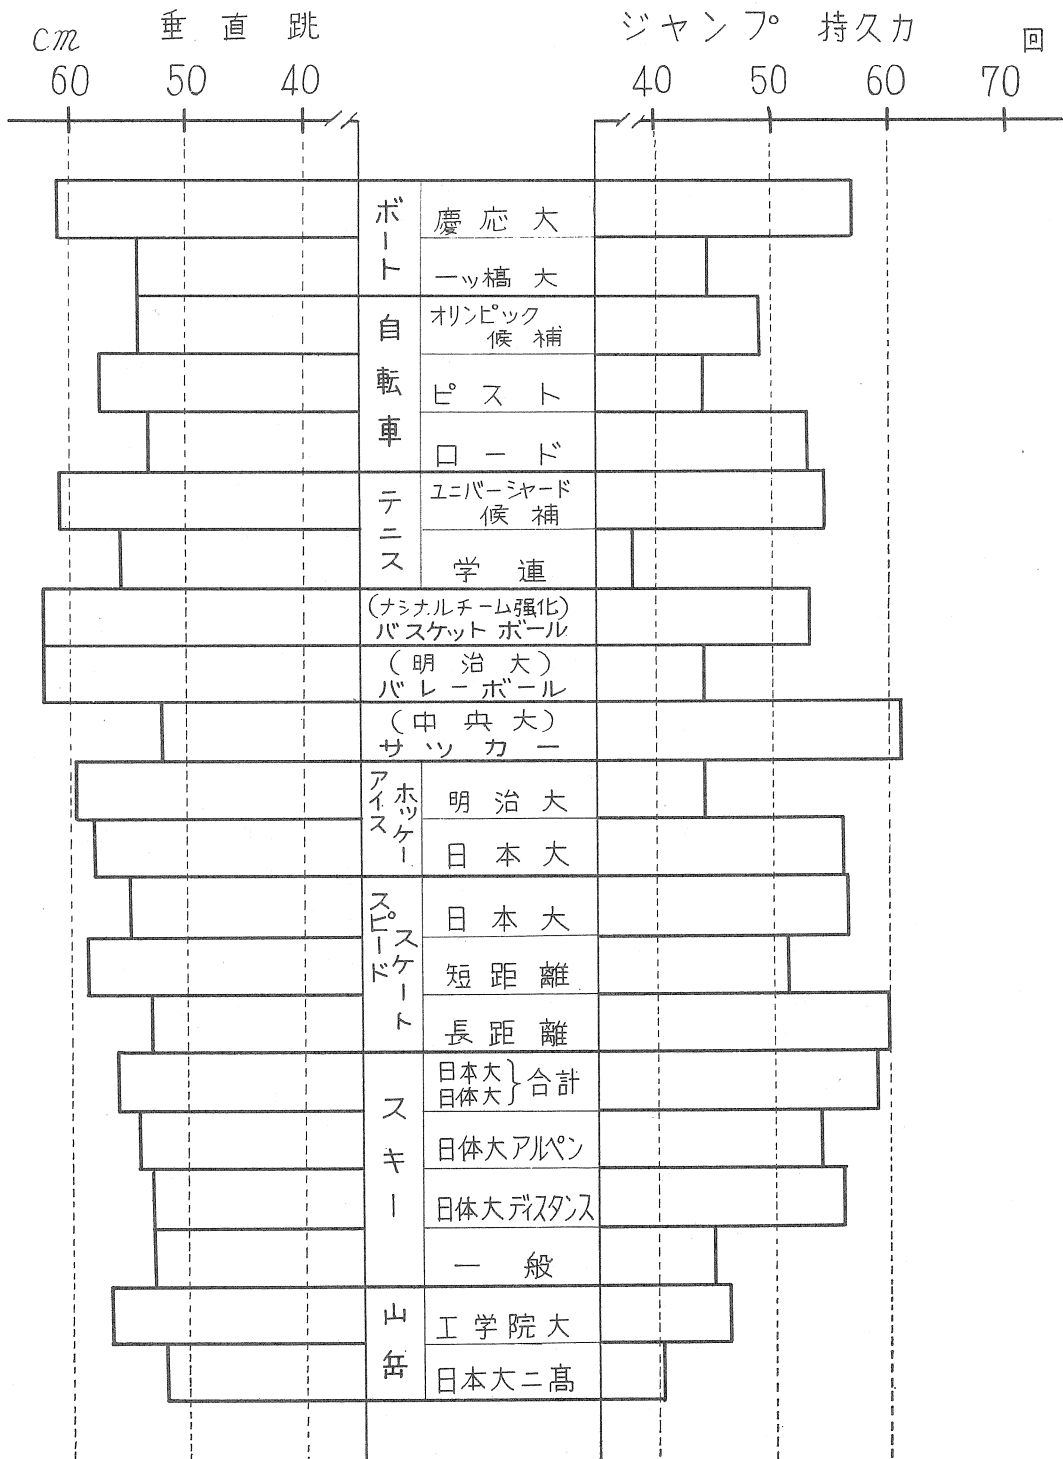 cm 垂直跳 ジャンプ持久力 回
60 50 40 40 50 60 70
ボート
慶応大
一ッ橋大
自転車
オリンピック
候補
ピスト
ロード
テニス
ユニバーシャード
候補
学連
(ナショナルチーム強化)
バスケットボール
(明治大)
バレーボール
(中央大)
サッカー
アイス
ホッケー
明治大
日本大
スピード
スケート
日本大
短距離
長距離
スキー
日本大
日体大}合計
日体大アルペン
日体大ディスタンス
一般
山岳
工学院大
日本大二高